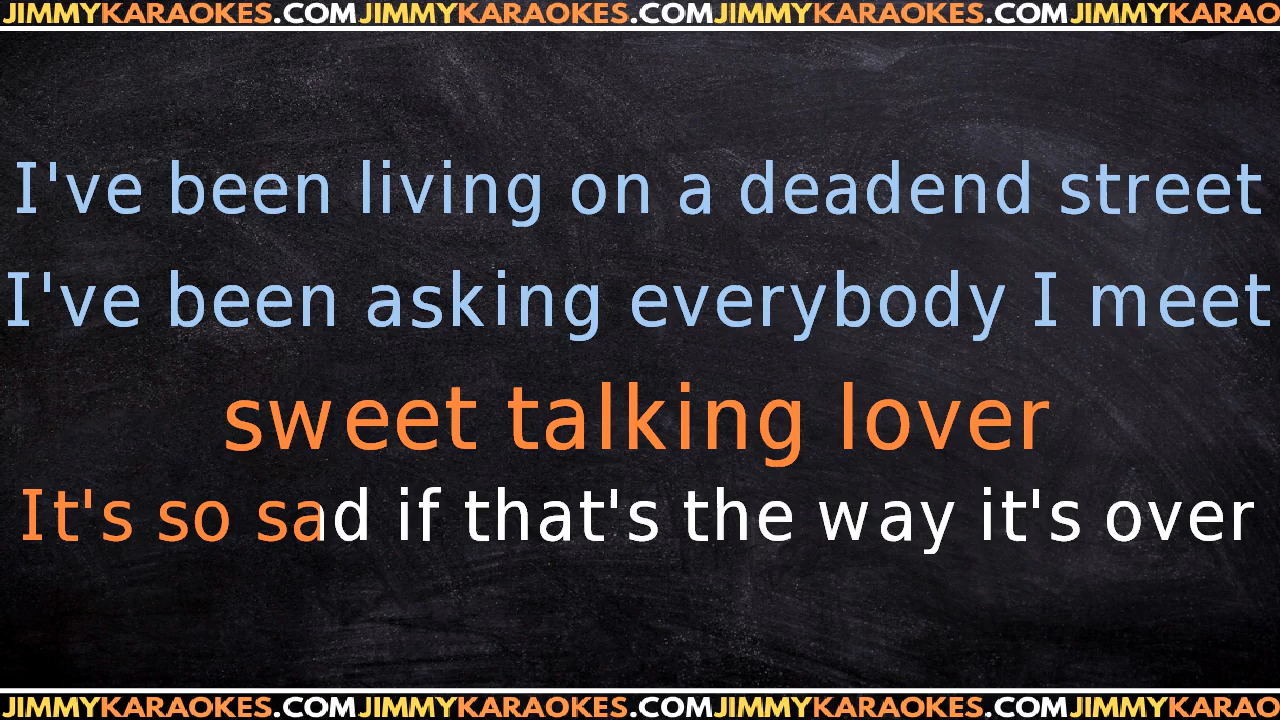 JIMMYKARAOKES.COMJIMMYKARAOKES.COMJIMMYKARAOKES.COMJIMMYKARAO
I've been living on a deadend street
I've been asking everybody I meet
sweet talking lover
It's so sad if that's the way it's over
JIMMYKARAOKES.COMJIMMYKARAOKES.COMJIMMYKARAOKES.COMJIMMYKARAO